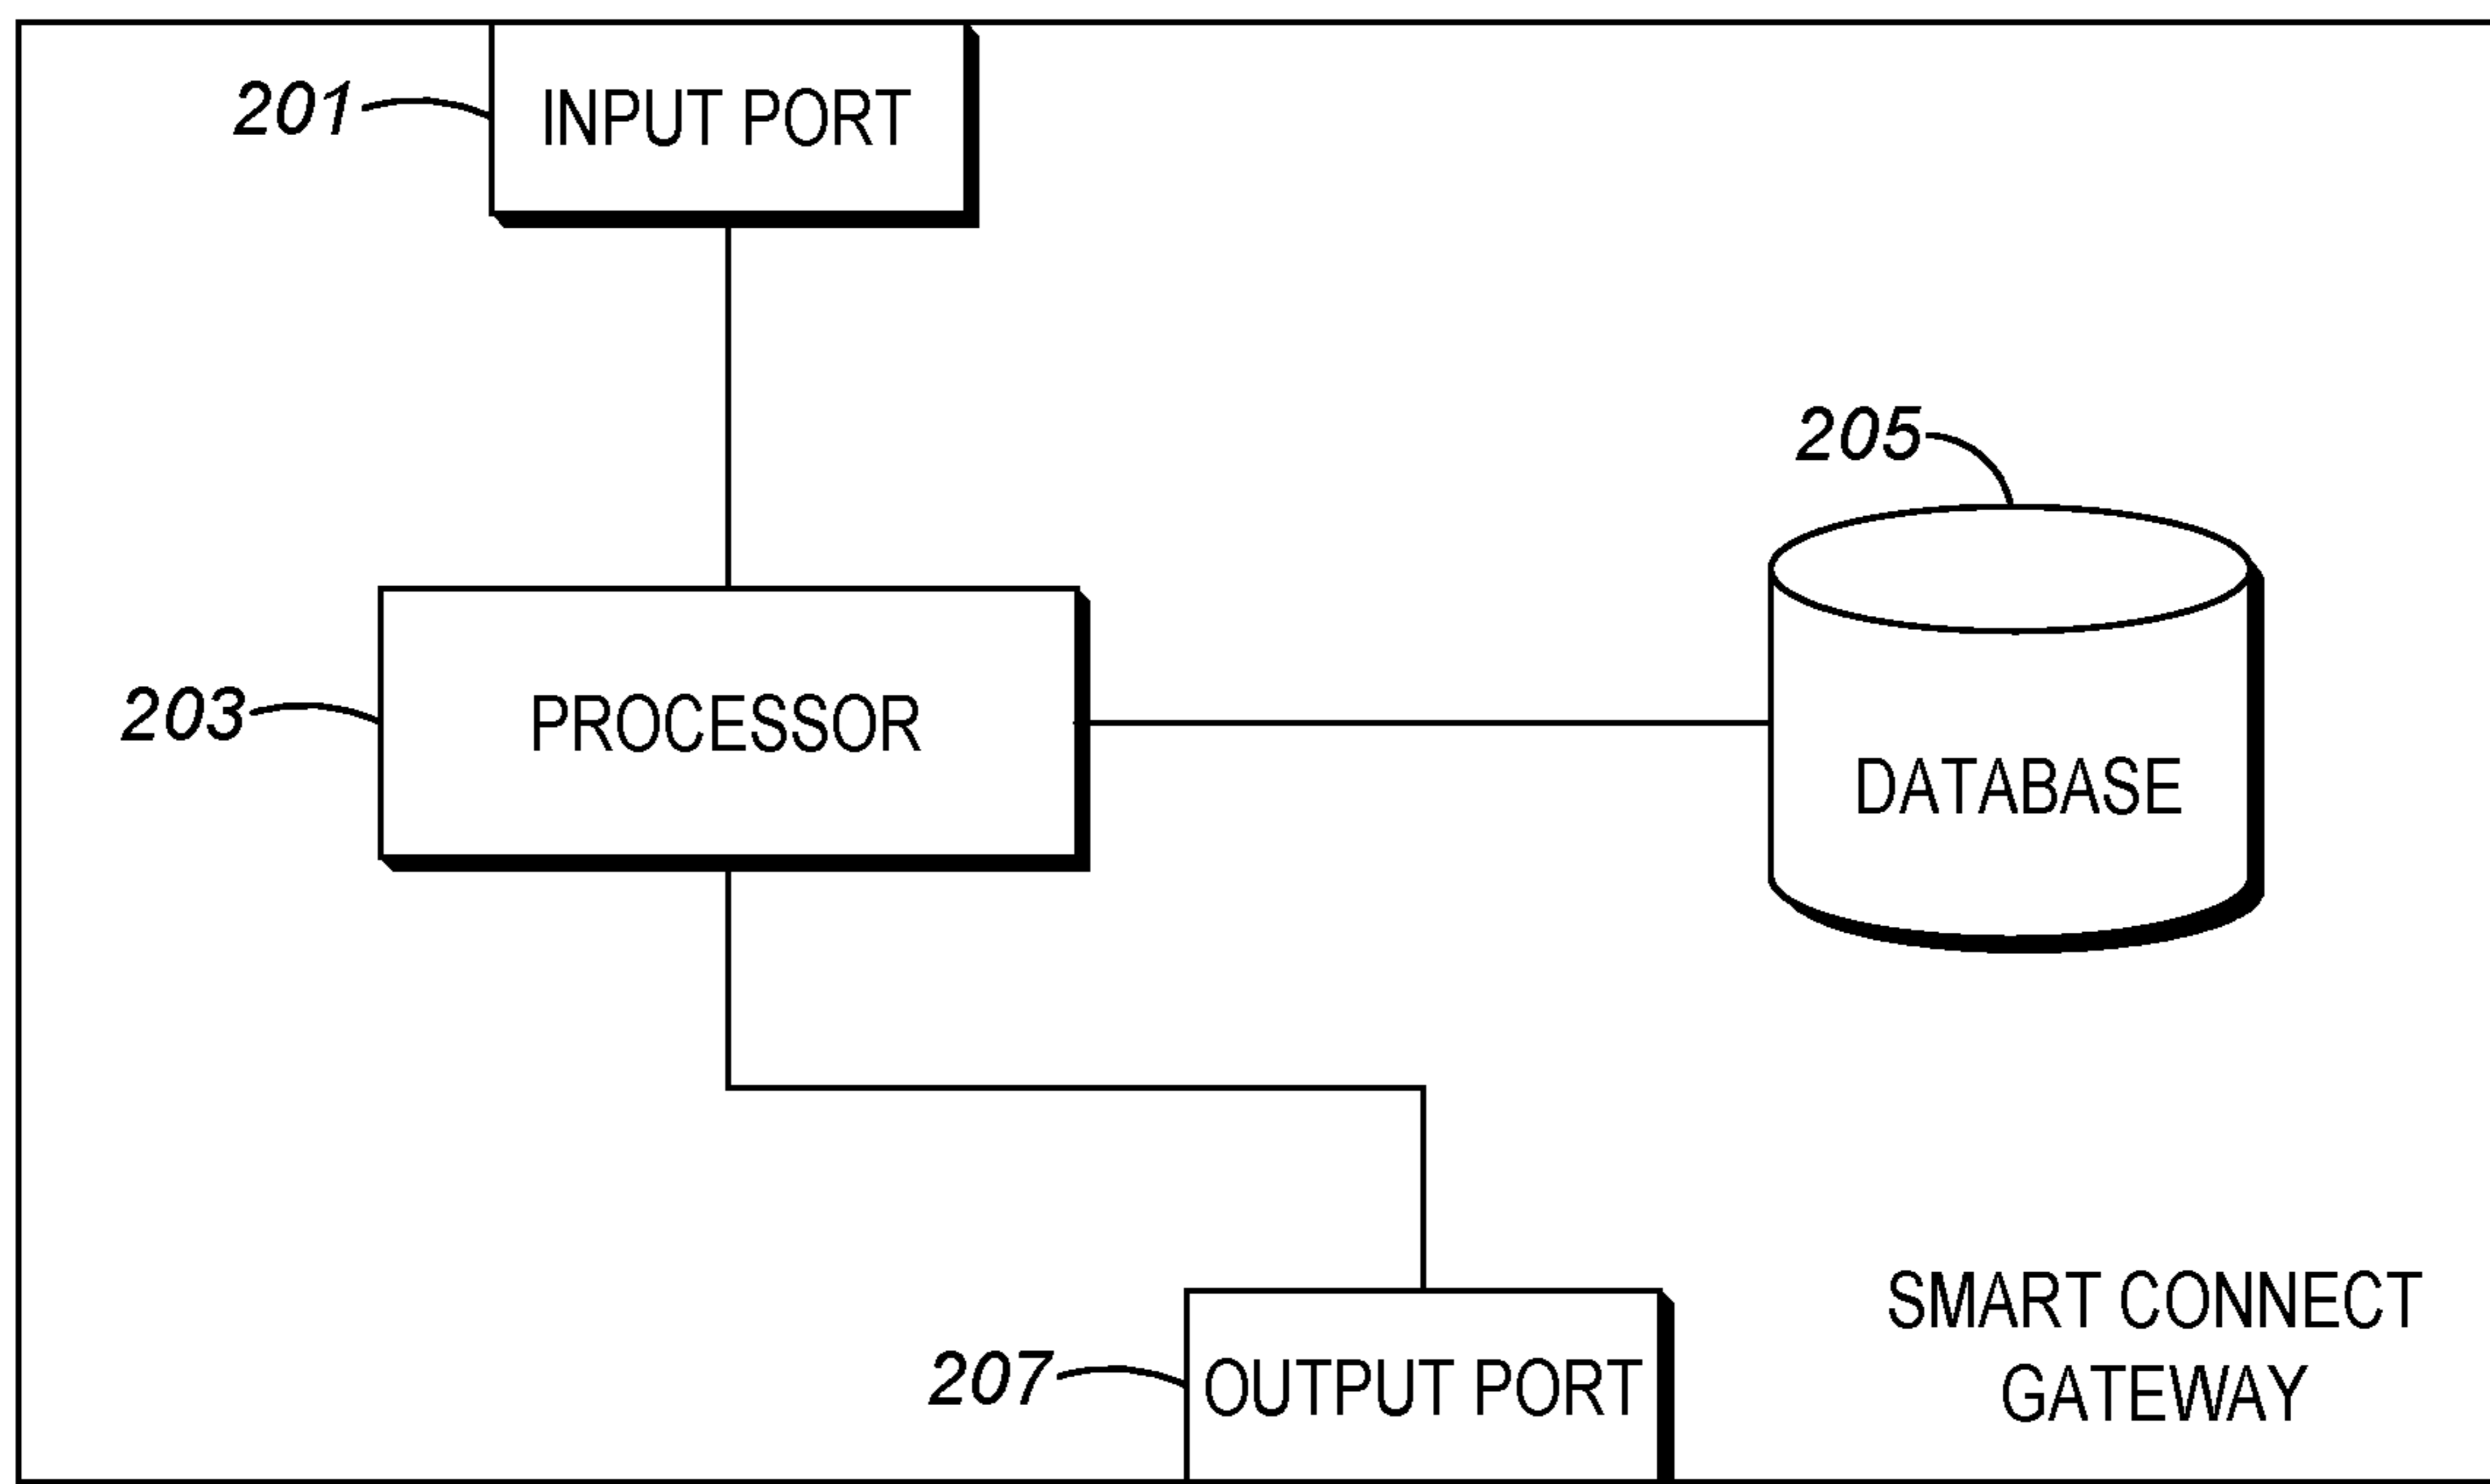 201 INPUT PORT
205
203 PROCESSOR
DATABASE
SMART CONNECT
GATEWAY
207 OUTPUT PORT